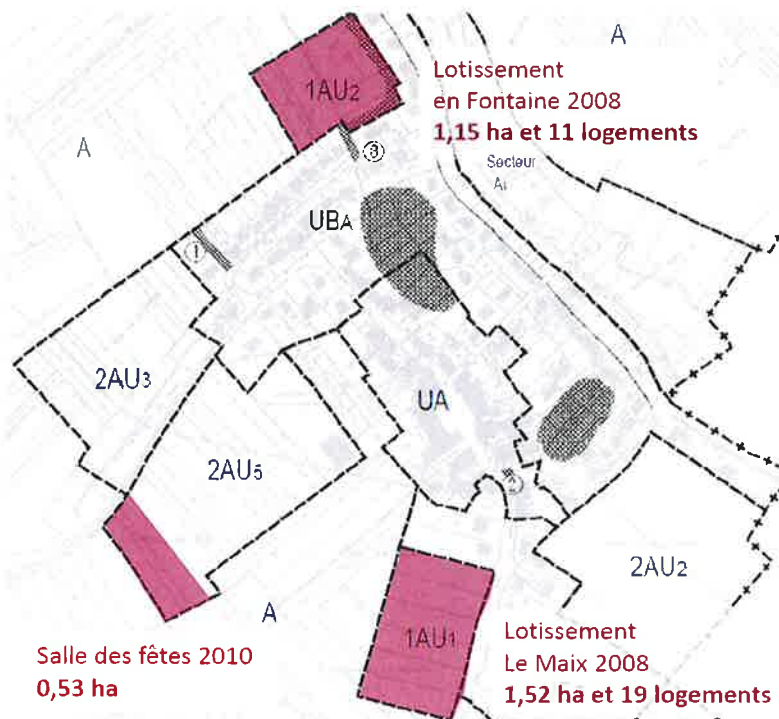 A
1AU2
Lotissement
en Fontaine 2008
1,15 ha et 11 logements
A
③
Secteur
UBA
①
2AU3
UA
2AU5
②
2AU2
A
1AU1
Salle des fêtes 2010
0,53 ha
Lotissement
Le Maix 2008
1,52 ha et 19 logements